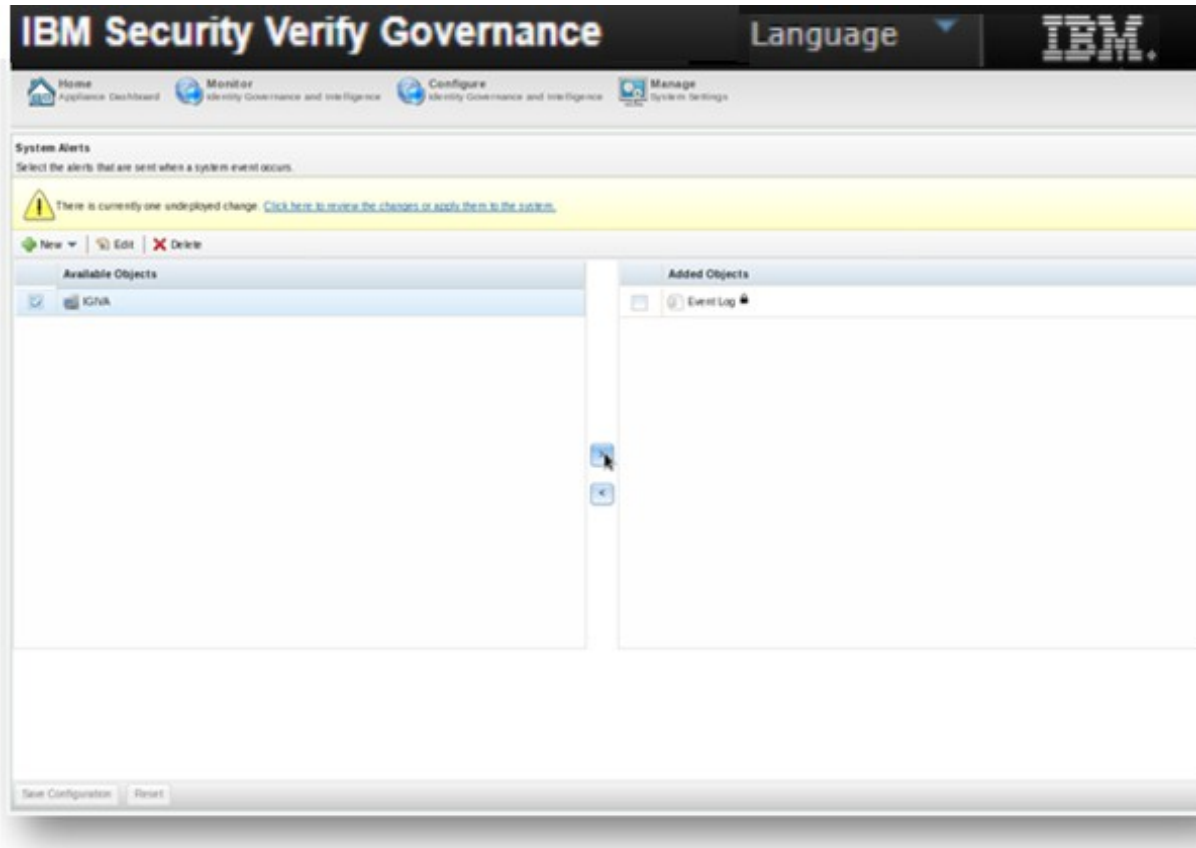 IBM Security Verify Governance
Language
IBM.
Home
Appliance Dashboard
Monitor
Identity Governance and Intelligence
Configure
Identity Governance and Intelligence
Manage
System Settings
System Alerts
Select the alerts that are sent when a system event occurs.
There is currently one undeployed change. Click here to review the changes or apply them to the system.
New
Edit
Delete
Available Objects
Added Objects
IGIVA
Event Log
>
<
Save Configuration
Reset